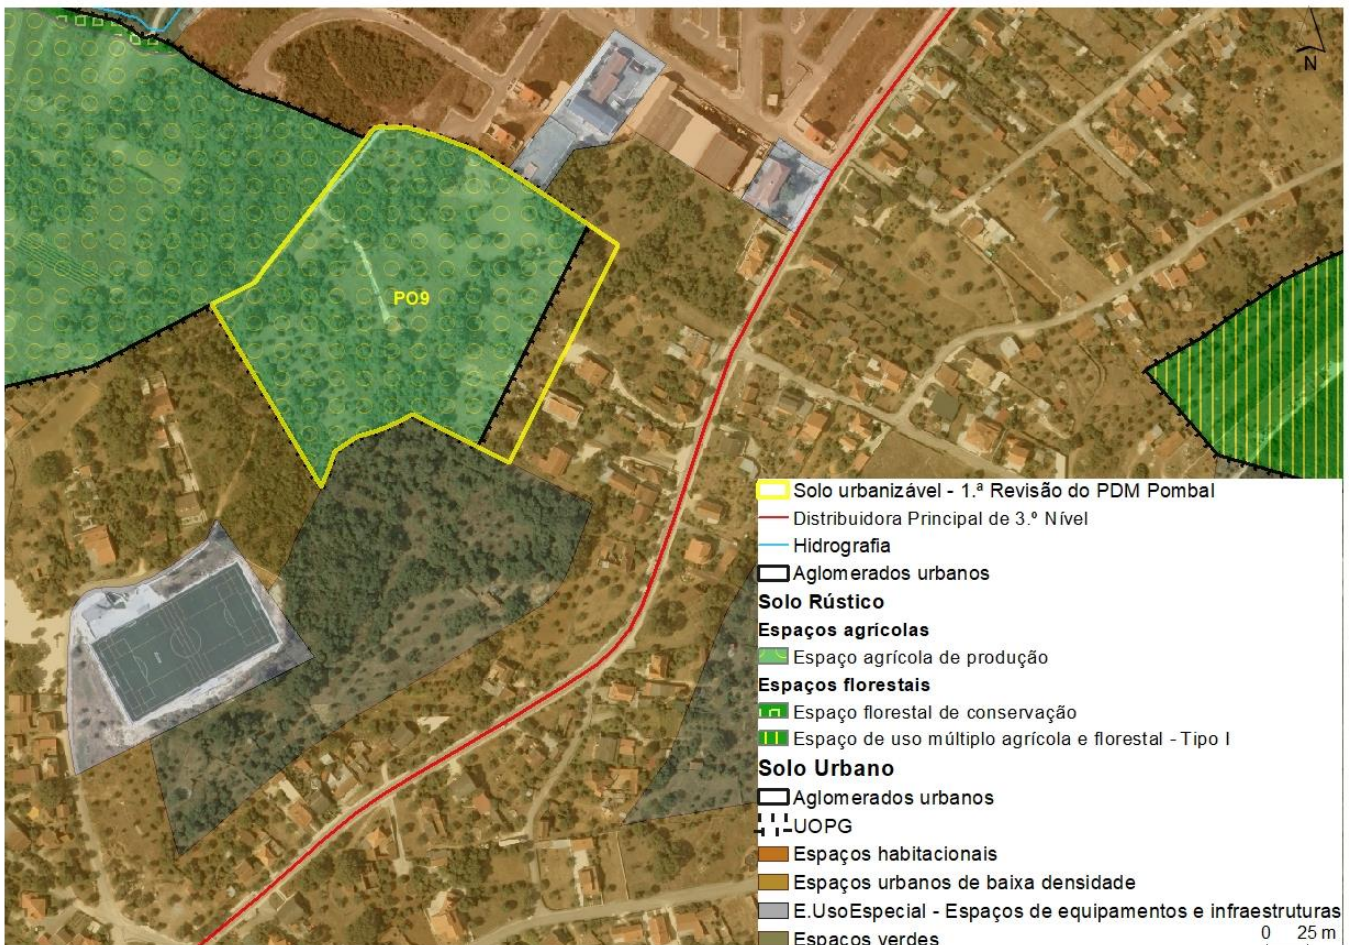 N
PO9
Solo urbanizável - 1.ª Revisão do PDM Pombal
Distribuidora Principal de 3.º Nível
Hidrografia
Aglomerados urbanos
Solo Rústico
Espaços agrícolas
Espaço agrícola de produção
Espaços florestais
Espaço florestal de conservação
Espaço de uso múltiplo agrícola e florestal - Tipo I
Solo Urbano
Aglomerados urbanos
UOPG
Espaços habitacionais
Espaços urbanos de baixa densidade
E.UsoEspecial - Espaços de equipamentos e infraestruturas
Espaços verdes
0 25 m